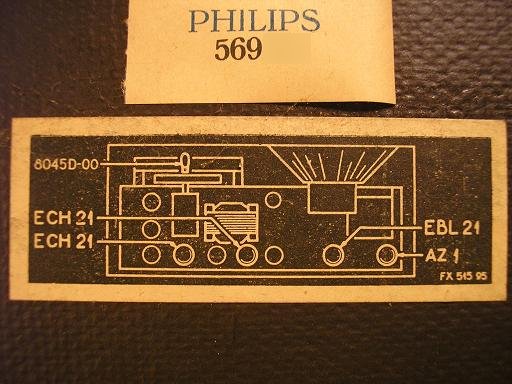 PHILIPS
569
8045D-00
ECH 21
ECH 21
EBL 21
AZ 1
FX 515 95